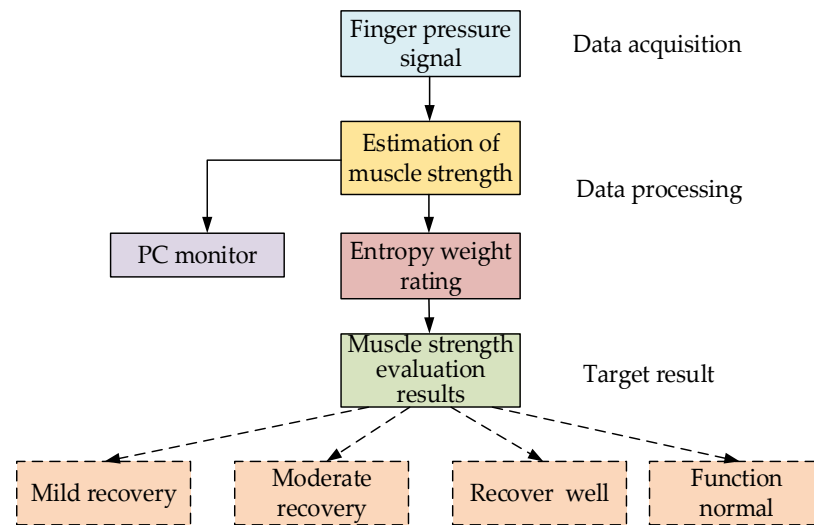 Finger pressure
signal
Data acquisition
Estimation of
muscle strength
Data processing
PC monitor
Entropy weight
rating
Muscle strength
evaluation
results
Target result
Mild recovery
Moderate
recovery
Recover well
Function
normal